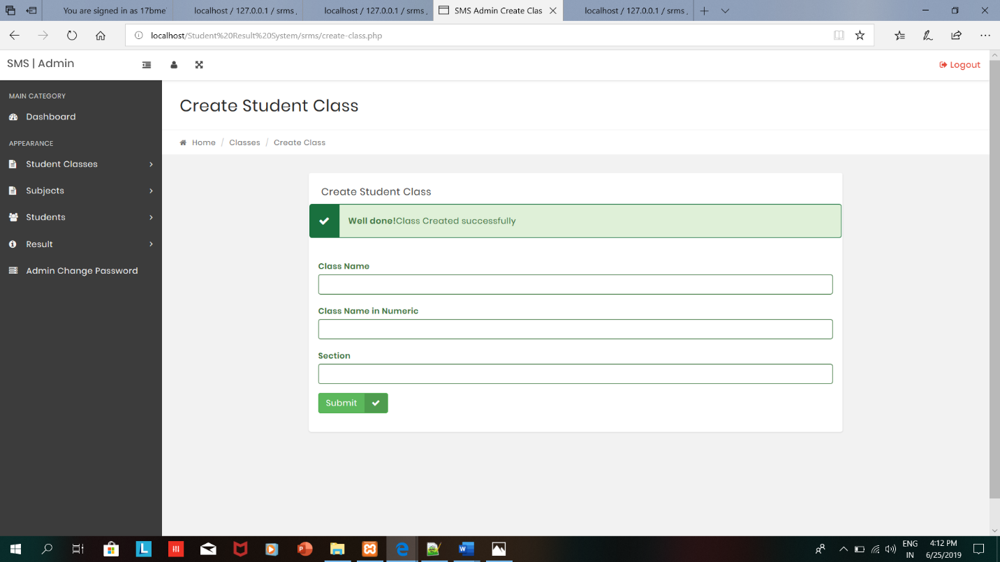 You are signed in as 17bme
localhost / 127.0.0.1 / srms
localhost / 127.0.0.1 / srms
SMS Admin Create Clas
localhost / 127.0.0.1 / srms
localhost/Student%20Result%20System/srms/create-class.php
SMS | Admin
Logout
MAIN CATEGORY
Dashboard
APPEARANCE
Student Classes
Subjects
Students
Result
Admin Change Password
Create Student Class
Home / Classes / Create Class
Create Student Class
Well done!Class Created successfully
Class Name
Class Name in Numeric
Section
Submit
ENG
IN
4:12 PM
6/25/2019